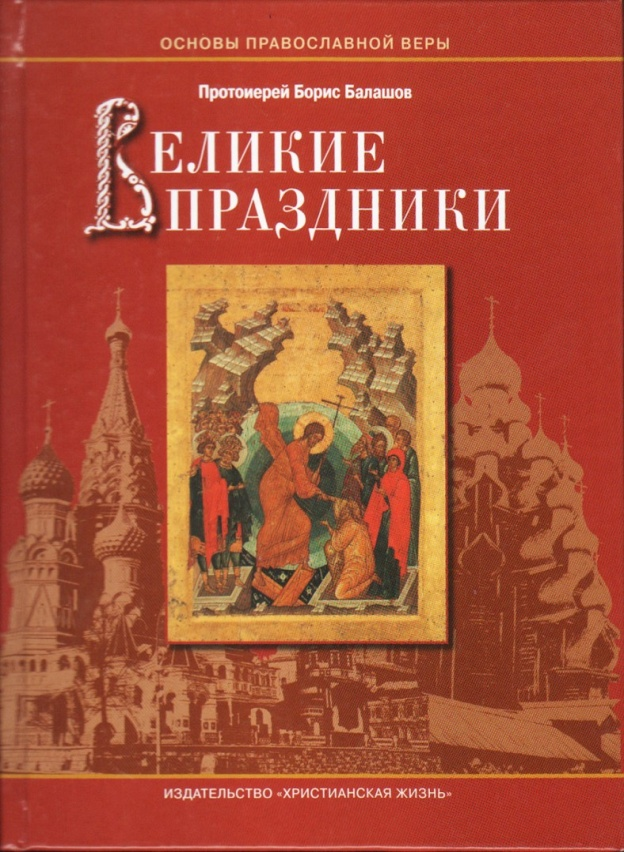 ОСНОВЫ ПРАВОСЛАВНОЙ ВЕРЫ
Протоиерей Борис Балашов
ВЕЛИКИЕ
ПРАЗДНИКИ
ИЗДАТЕЛЬСТВО «ХРИСТИАНСКАЯ ЖИЗНЬ»